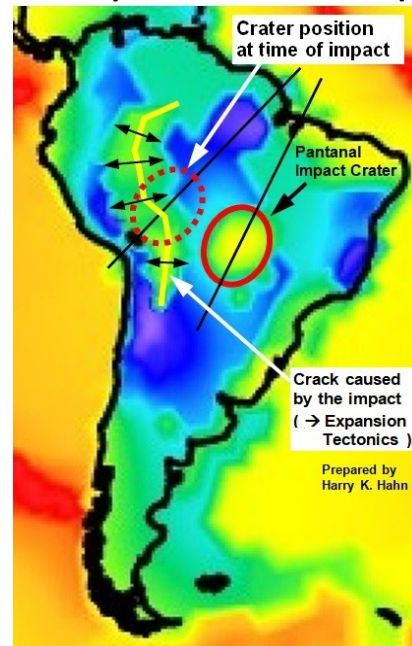 Crater position
at time of impact
Pantanal
Impact Crater
Crack caused
by the impact
( → Expansion
Tectonics )
Prepared by
Harry K. Hahn